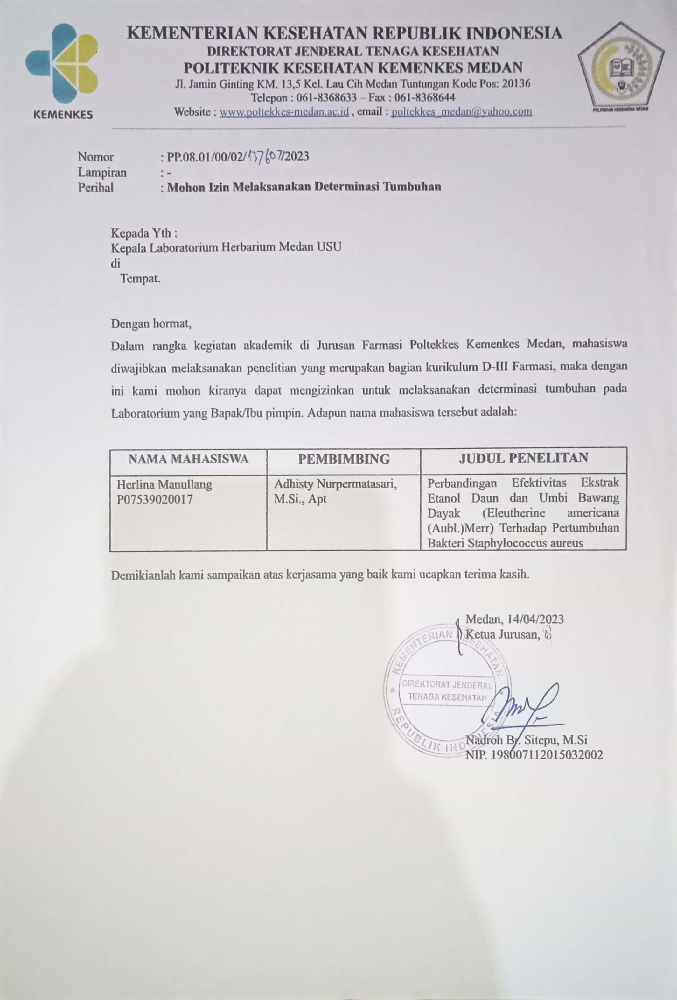 KEMENTERIAN KESEHATAN REPUBLIK INDONESIA
DIREKTORAT JENDERAL TENAGA KESEHATAN
POLITEKNIK KESEHATAN KEMENKES MEDAN
Jl. Jamin Ginting KM. 13,5 Kel. Lau Cih Medan Tuntungan Kode Pos: 20136
Telepon : 061-8368633 – Fax : 061-8368644
Website : www.poltekkes-medan.ac.id , email : poltekkes_medan@yahoo.com
KEMENKES
POLITEKNIK KESEHATAN MEDAN
Nomor : PP.08.01/00/02/137607/2023
Lampiran : -
Perihal : Mohon Izin Melaksanakan Determinasi Tumbuhan
Kepada Yth :
Kepala Laboratorium Herbarium Medan USU
di
Tempat.
Dengan hormat,
Dalam rangka kegiatan akademik di Jurusan Farmasi Poltekkes Kemenkes Medan, mahasiswa
diwajibkan melaksanakan penelitian yang merupakan bagian kurikulum D-III Farmasi, maka dengan
ini kami mohon kiranya dapat mengizinkan untuk melaksanakan determinasi tumbuhan pada
Laboratorium yang Bapak/Ibu pimpin. Adapun nama mahasiswa tersebut adalah:
NAMA MAHASISWA PEMBIMBING JUDUL PENELITAN
Herlina Manullang
P07539020017
Adhisty Nurpermatasari,
M.Si., Apt
Perbandingan Efektivitas Ekstrak
Etanol Daun dan Umbi Bawang
Dayak (Eleutherine americana
(Aubl.)Merr) Terhadap Pertumbuhan
Bakteri Staphylococcus aureus
Demikianlah kami sampaikan atas kerjasama yang baik kami ucapkan terima kasih.
Medan, 14/04/2023
Ketua Jurusan,
KEMENTERIAN KESEHATAN
DIREKTORAT JENDERAL
TENAGA KESEHATAN
REPUBLIK INDONESIA
Nadroh Br. Sitepu, M.Si
NIP. 198007112015032002